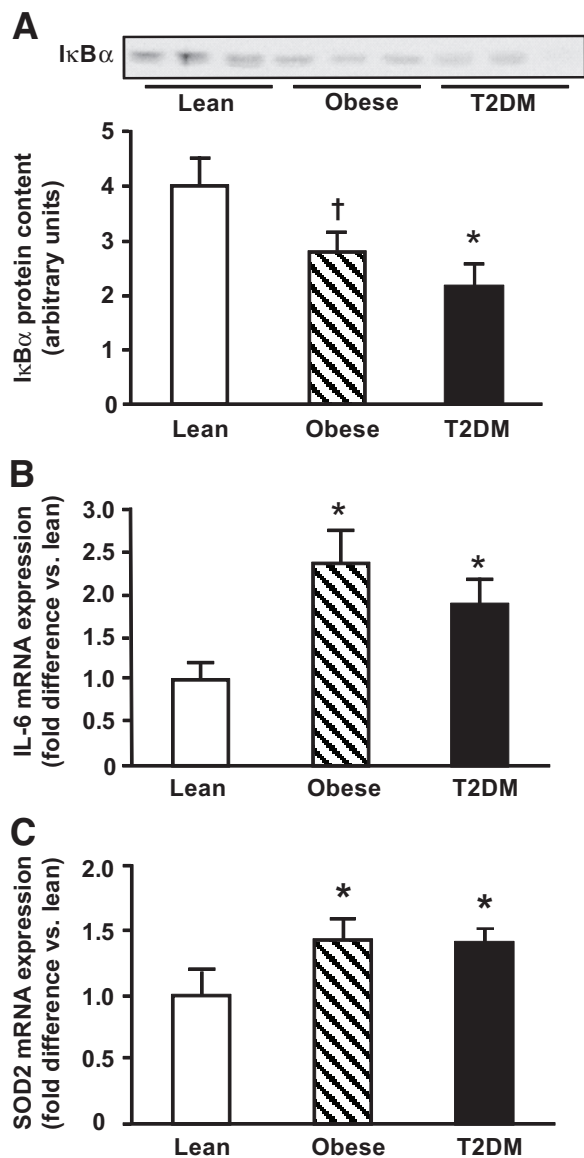 A
IκBα
Lean Obese T2DM
IκBα protein content
(arbitrary units)
5
4
3
2
1
0
†
*
Lean Obese T2DM
B
IL-6 mRNA expression
(fold difference vs. lean)
3.0
2.5
2.0
1.5
1.0
0.5
0
*
*
Lean Obese T2DM
C
SOD2 mRNA expression
(fold difference vs. lean)
2.0
1.5
1.0
0.5
0
*
*
Lean Obese T2DM